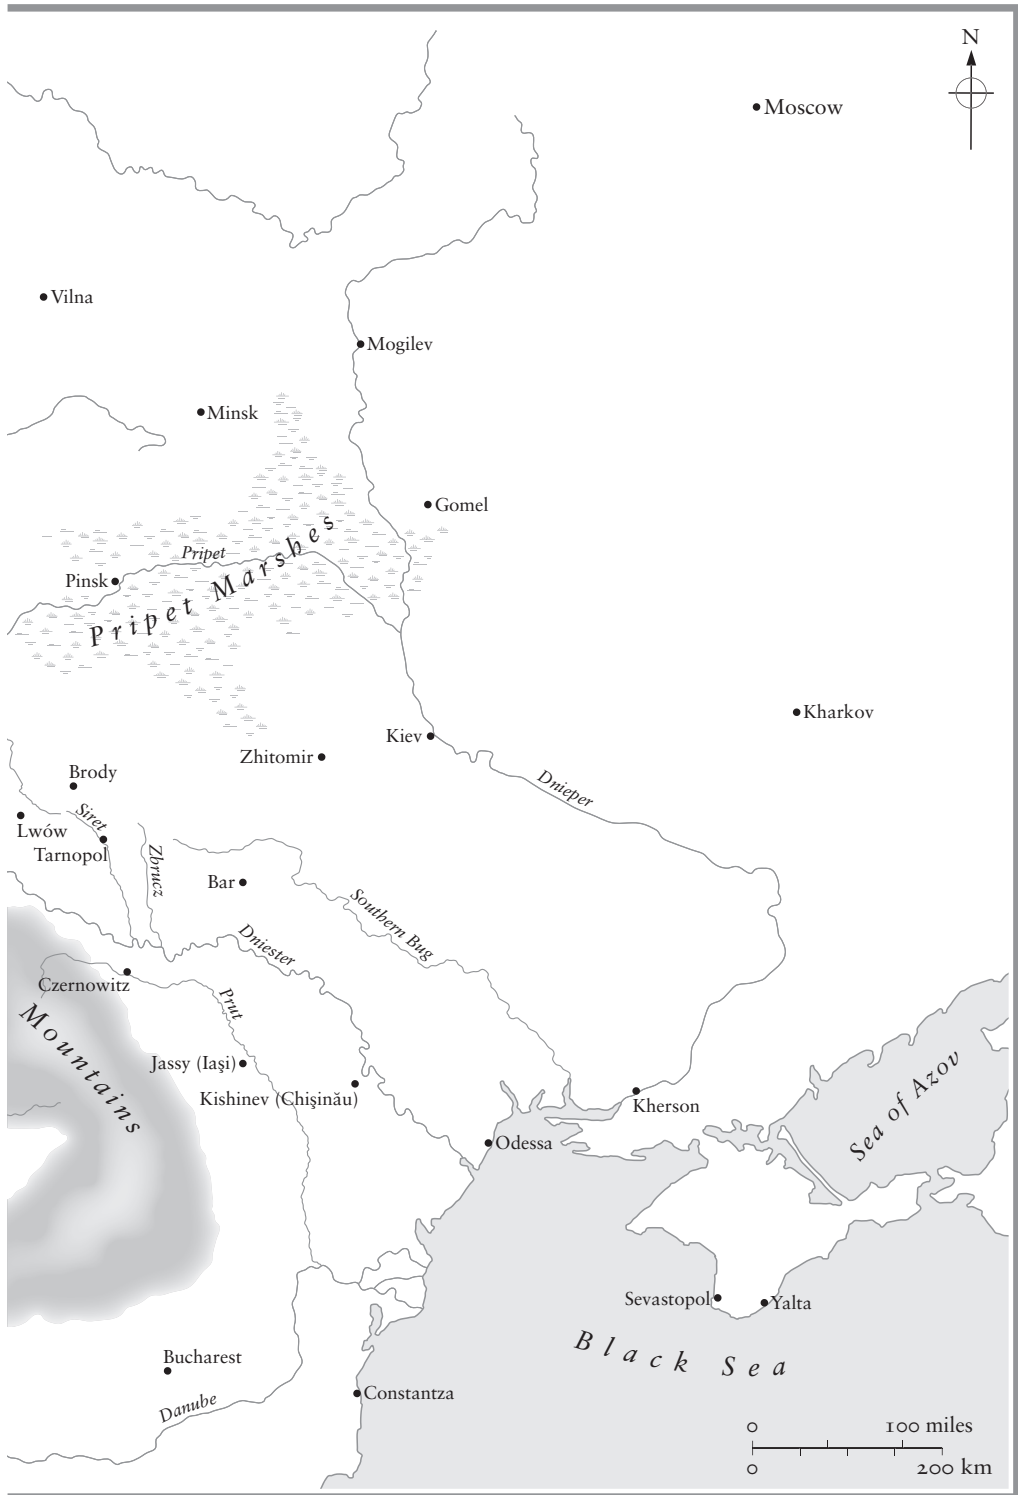 N
Moscow
Vilna
Mogilev
Minsk
Gomel
Pripet
Pripet Marshes
Pinsk
Kharkov
Kiev
Zhitomir
Dnieper
Brody
Siret
Lwów
Tarnopol
Zbrucz
Bar
Southern Bug
Dniester
Czernowitz
Prut
Mountains
Jassy (Iaşi)
Kishinev (Chişinău)
Kherson
Sea of Azov
Odessa
Sevastopol
Yalta
Black Sea
Bucharest
Constantza
Danube
0 100 miles
0 200 km